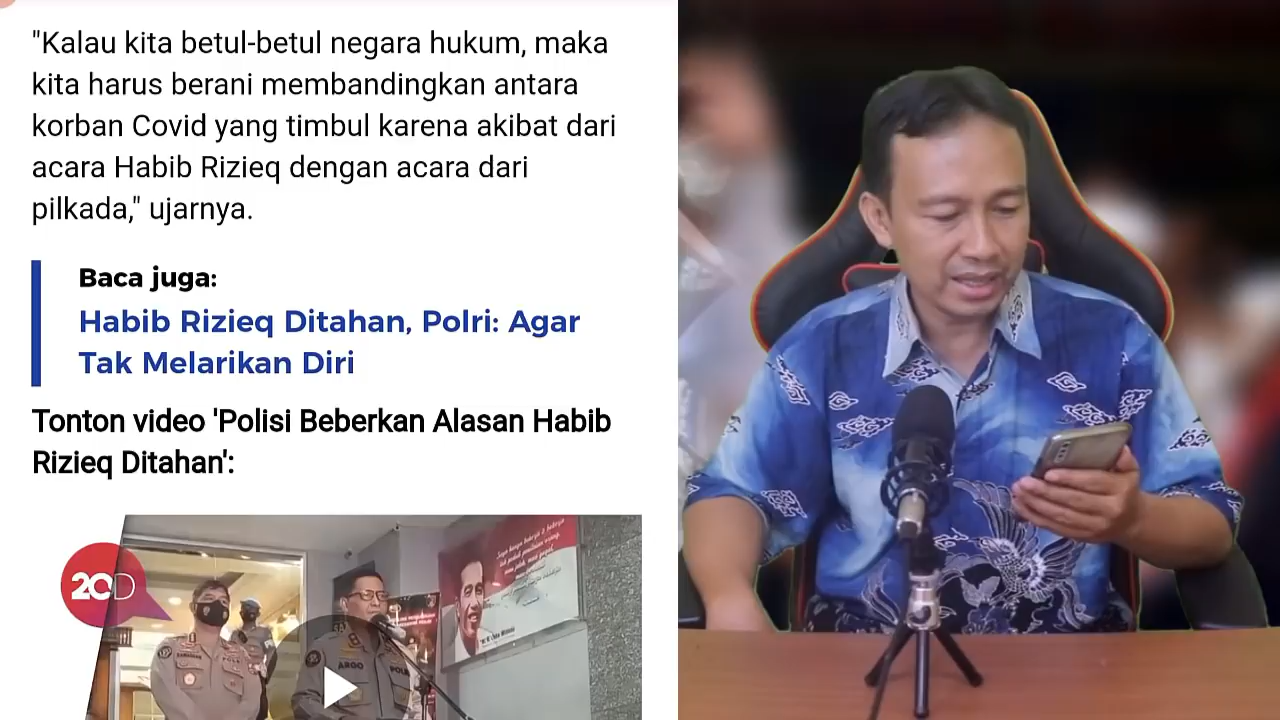 "Kalau kita betul-betul negara hukum, maka
kita harus berani membandingkan antara
korban Covid yang timbul karena akibat dari
acara Habib Rizieq dengan acara dari
pilkada," ujarnya.
Baca juga:
Habib Rizieq Ditahan, Polri: Agar
Tak Melarikan Diri
Tonton video 'Polisi Beberkan Alasan Habib
Rizieq Ditahan':
20D
ARGO